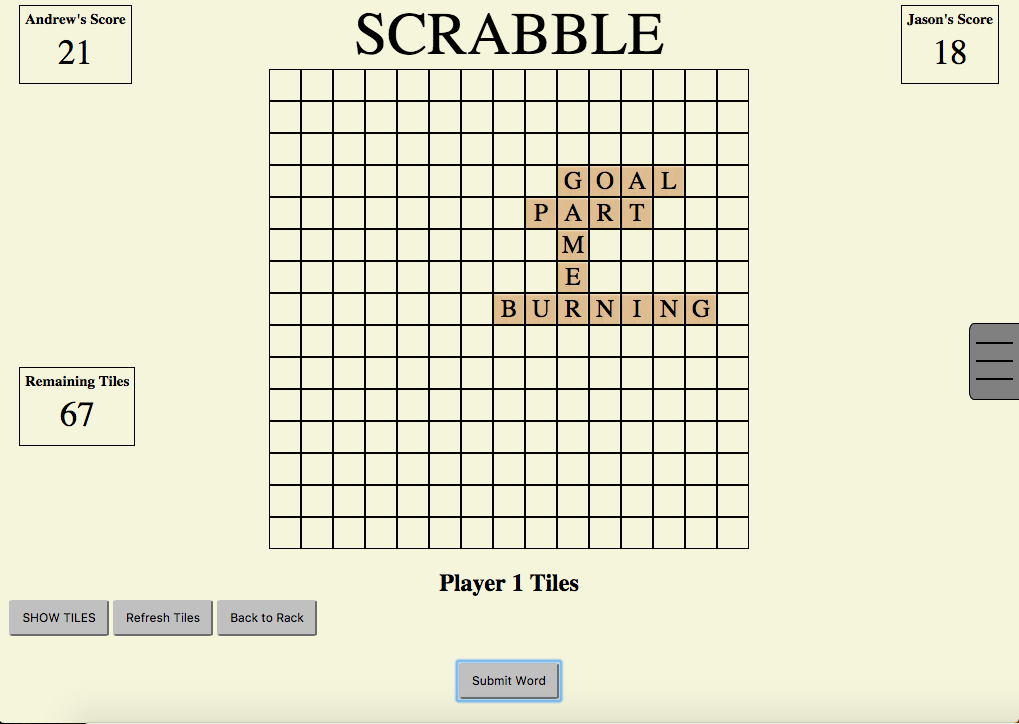 SCRABBLE
Andrew's Score
21
Jason's Score
18
G O A L
P A R T
M
E
B U R N I N G
Remaining Tiles
67
Player 1 Tiles
SHOW TILES Refresh Tiles Back to Rack
Submit Word